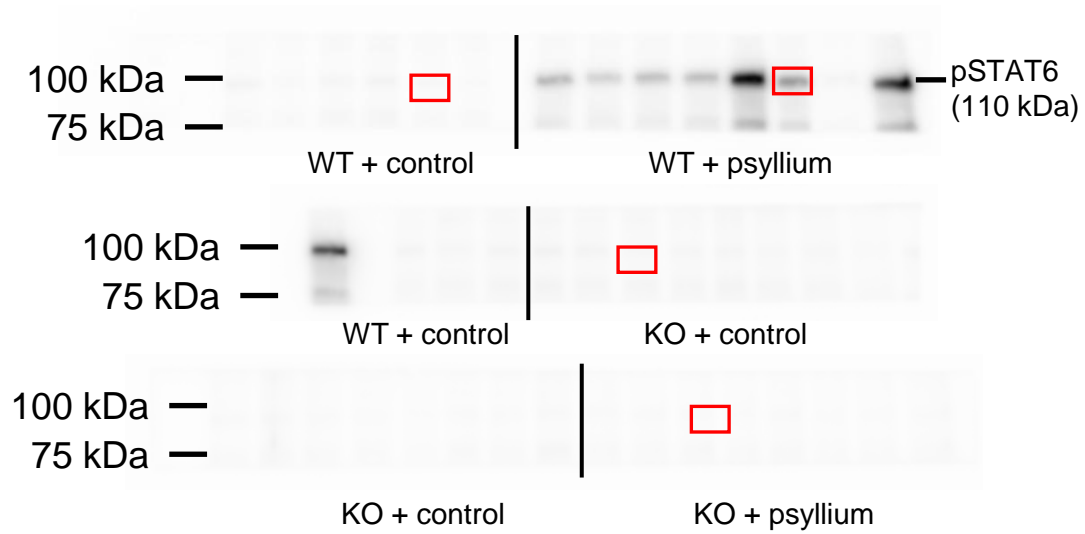 100 kDa
pSTAT6
(110 kDa)
75 kDa
WT + control
WT + psyllium
100 kDa
75 kDa
WT + control
KO + control
100 kDa
75 kDa
KO + control
KO + psyllium